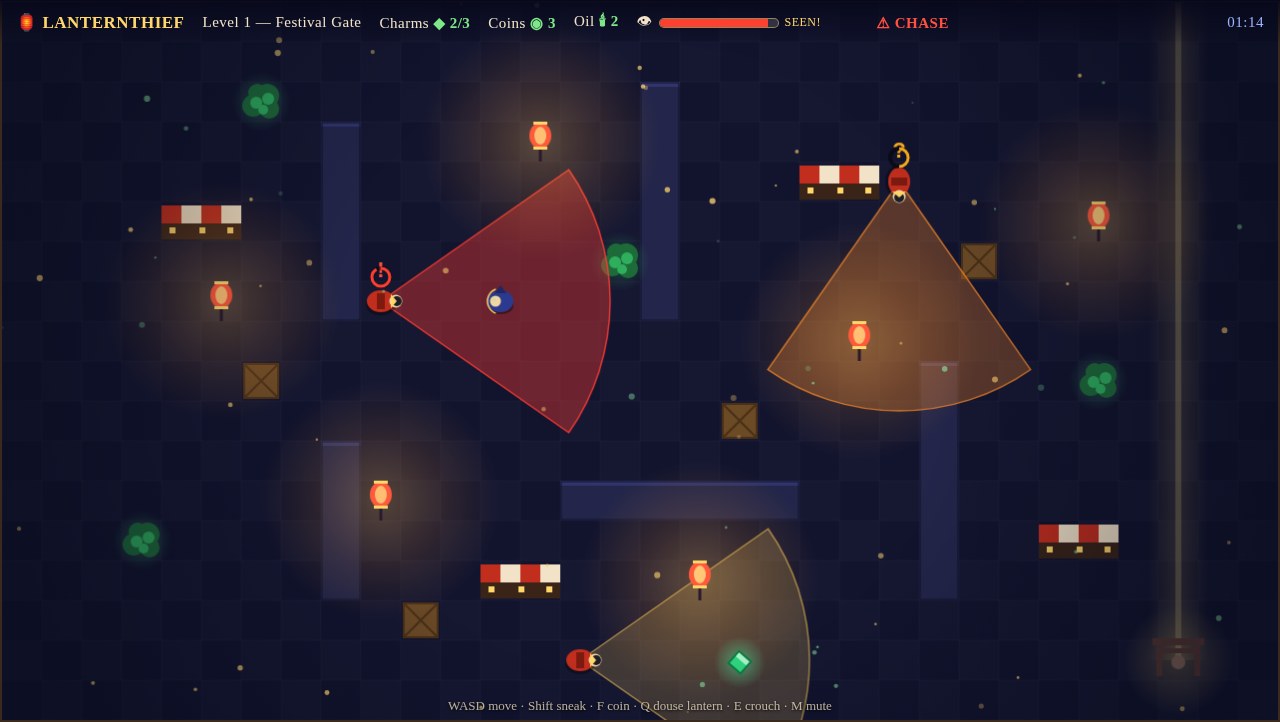 LANTERNTHIEF Level 1 — Festival Gate Charms ◆ 2/3 Coins ◉ 3 Oil 2 SEEN! ⚠ CHASE 01:14
?
WASD move · Shift sneak · F coin · Q douse lantern · E crouch · M mute